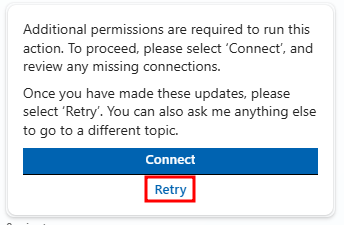 Additional permissions are required to run this
action. To proceed, please select ‘Connect’, and
review any missing connections.
Once you have made these updates, please
select ‘Retry’. You can also ask me anything else
to go to a different topic.
Connect
Retry